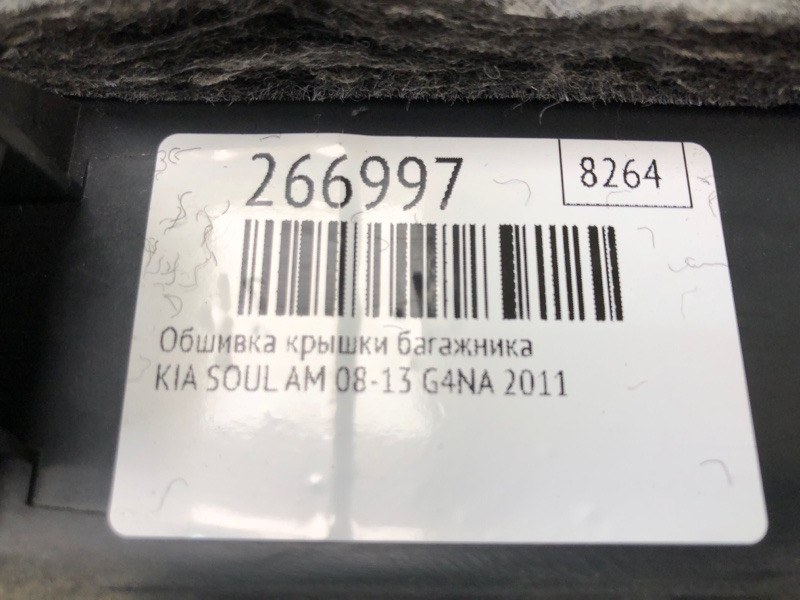 266997
8264
Обшивка крышки багажника
KIA SOUL AM 08-13 G4NA 2011